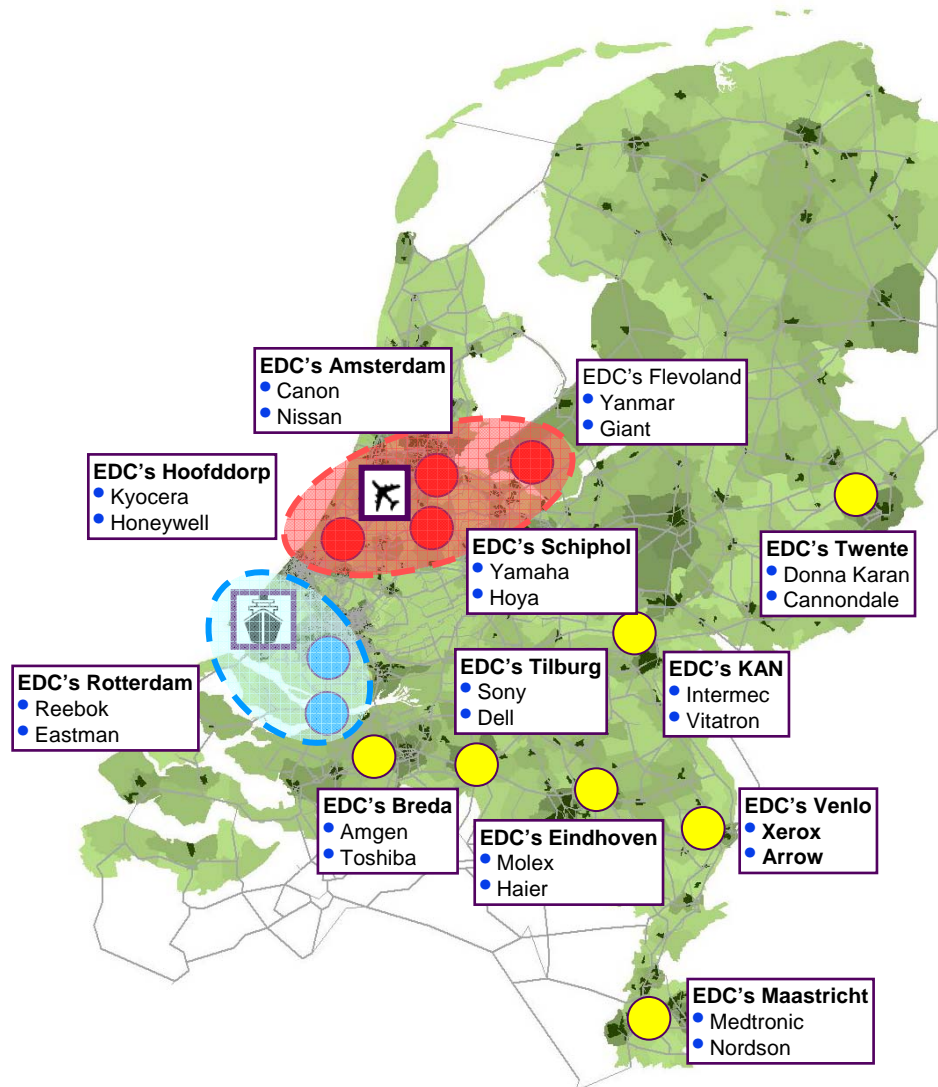 EDC's Amsterdam
Canon
Nissan
EDC's Flevoland
Yanmar
Giant
EDC's Hoofddorp
Kyocera
Honeywell
EDC's Schiphol
Yamaha
Hoya
EDC's Twente
Donna Karan
Cannondale
EDC's Rotterdam
Reebok
Eastman
EDC's Tilburg
Sony
Dell
EDC's KAN
Intermec
Vitatron
EDC's Breda
Amgen
Toshiba
EDC's Eindhoven
Molex
Haier
EDC's Venlo
Xerox
Arrow
EDC's Maastricht
Medtronic
Nordson